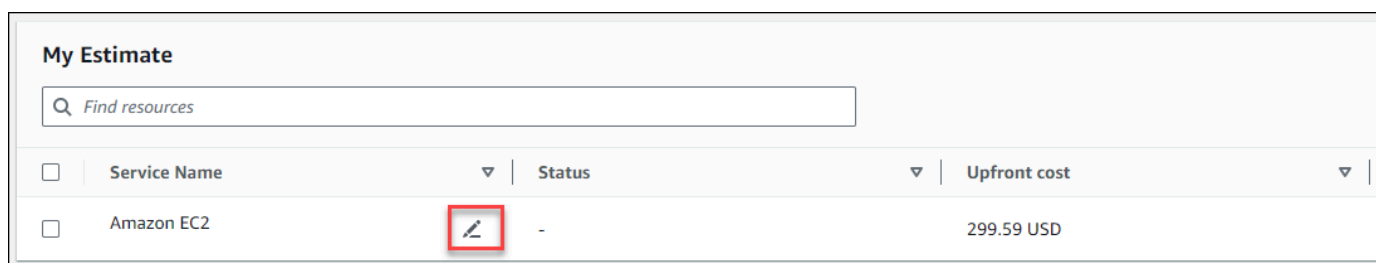 My Estimate
Find resources
Service Name Status Upfront cost
Amazon EC2 - 299.59 USD